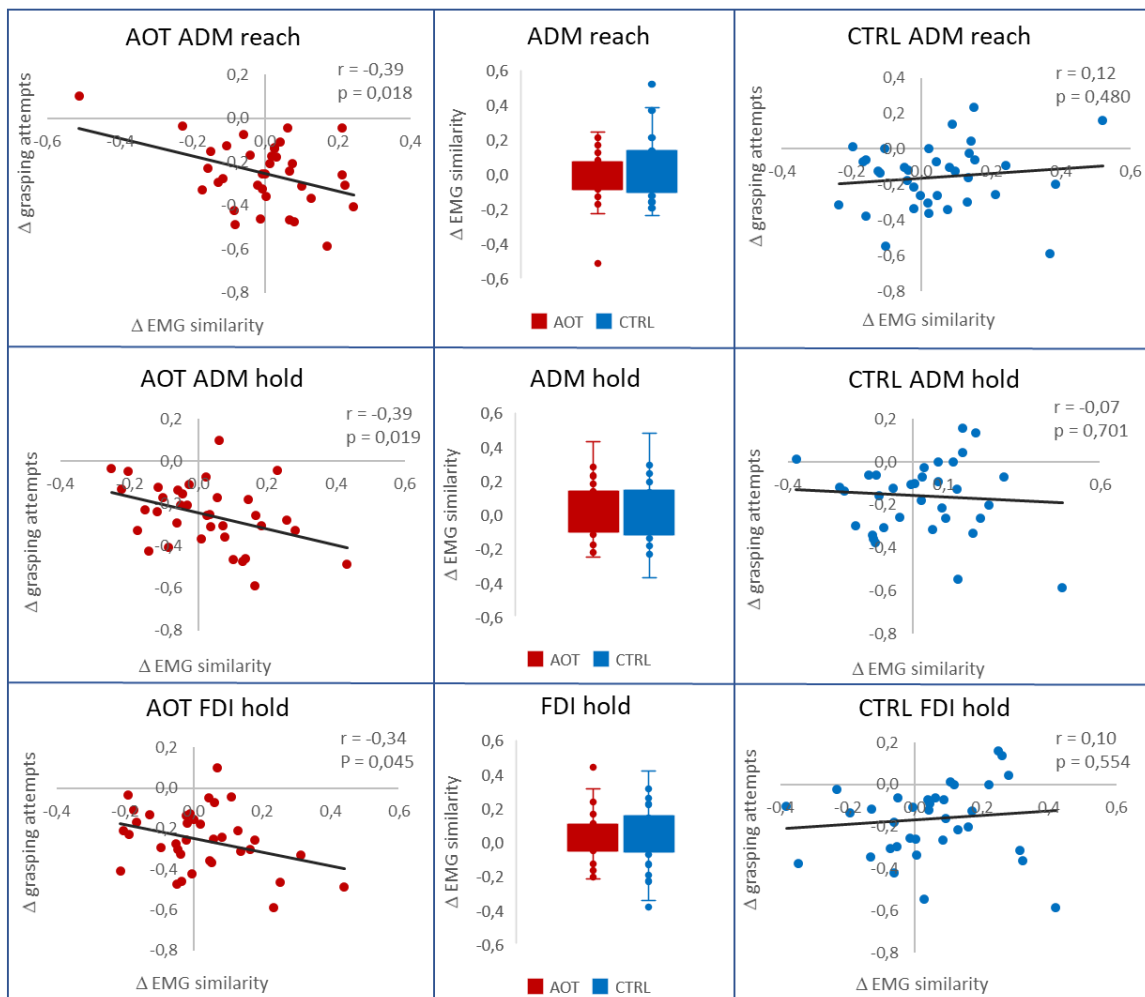 AOT ADM reach
r = -0,39
p = 0,018
0,2
0,0
-0,2
-0,4
-0,6
-0,8
-0,6 -0,4 -0,2 0,0 0,2 0,4
Δ grasping attempts
Δ EMG similarity
ADM reach
0,6
0,4
0,2
0,0
-0,2
-0,4
-0,6
Δ EMG similarity
AOT CTRL
CTRL ADM reach
r = 0,12
p = 0,480
0,4
0,2
0,0
-0,2
-0,4
-0,6
-0,8
-0,4 -0,2 0,0 0,2 0,4 0,6
Δ grasping attempts
Δ EMG similarity
AOT ADM hold
r = -0,39
p = 0,019
0,2
0,0
-0,2
-0,4
-0,6
-0,8
-0,4 -0,2 0,0 0,2 0,4 0,6
Δ grasping attempts
Δ EMG similarity
ADM hold
0,6
0,4
0,2
0,0
-0,2
-0,4
-0,6
Δ EMG similarity
AOT CTRL
CTRL ADM hold
r = -0,07
p = 0,701
0,2
0,0
-0,2
-0,4
-0,6
-0,8
-0,4 0,1 0,6
Δ grasping attempts
Δ EMG similarity
AOT FDI hold
r = -0,34
P = 0,045
0,2
0,0
-0,2
-0,4
-0,6
-0,8
-0,4 -0,2 0,0 0,2 0,4 0,6
Δ grasping attempts
Δ EMG similarity
FDI hold
0,6
0,4
0,2
0,0
-0,2
-0,4
-0,6
Δ EMG similarity
AOT CTRL
CTRL FDI hold
r = 0,10
p = 0,554
0,2
0,0
-0,2
-0,4
-0,6
-0,8
-0,4 -0,2 0,0 0,2 0,4 0,6
Δ grasping attempts
Δ EMG similarity